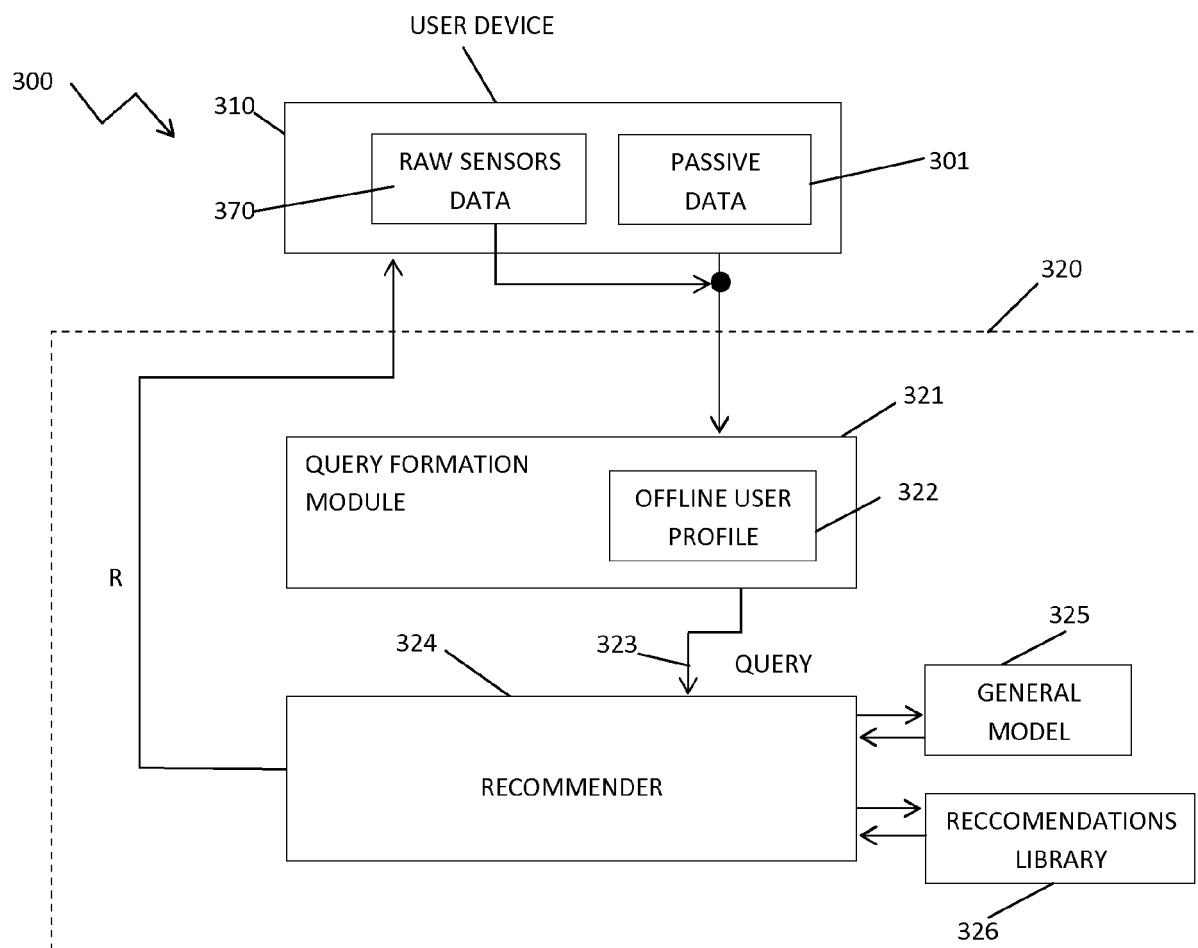 USER DEVICE
300
310
RAW SENSORS
DATA
370
PASSIVE
DATA
301
320
321
QUERY FORMATION
MODULE
OFFLINE USER
PROFILE
322
R
323
QUERY
324
325
GENERAL
MODEL
RECOMMENDER
RECCOMENDATIONS
LIBRARY
326